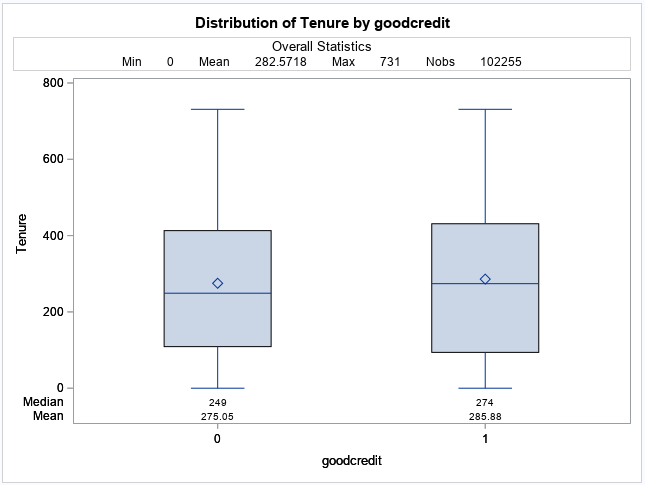 Distribution of Tenure by goodcredit
Overall Statistics
Min 0 Mean 282.5718 Max 731 Nobs 102255
800
600
400
200
0
Tenure
Median 249 274
Mean 275.05 285.88
0 1
goodcredit